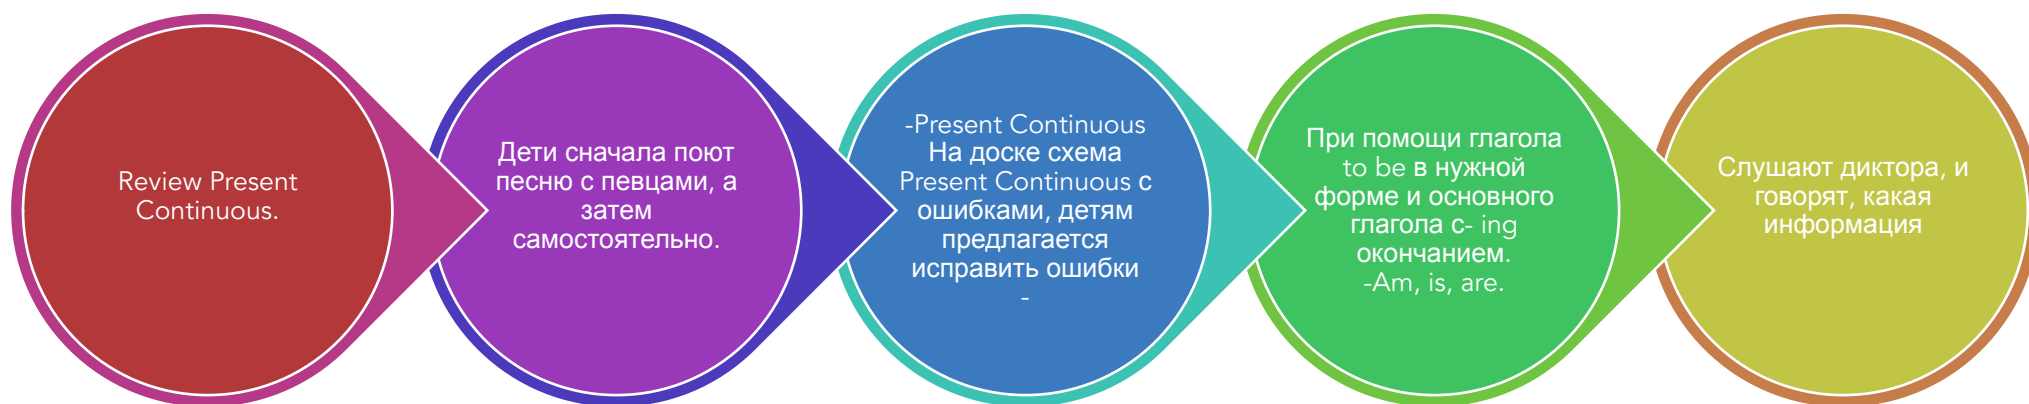 Review Present
Continuous.
Дети сначала поют
песню с певцами, а
затем
самостоятельно.
-Present Continuous
На доске схема
Present Continuous с
ошибками, детям
предлагается
исправить ошибки
-
При помощи глагола
to be в нужной
форме и основного
глагола с- ing
окончанием.
-Am, is, are.
Слушают диктора, и
говорят, какая
информация